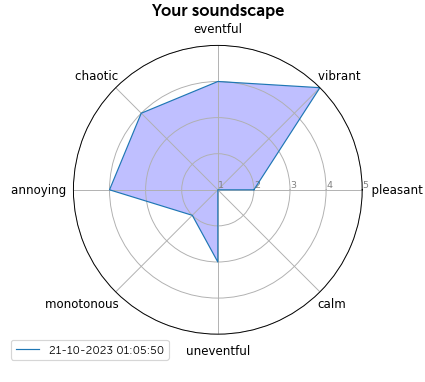 Your soundscape
eventful
chaotic
vibrant
annoying
1 2 3 4 5
pleasant
monotonous
calm
uneventful
21-10-2023 01:05:50